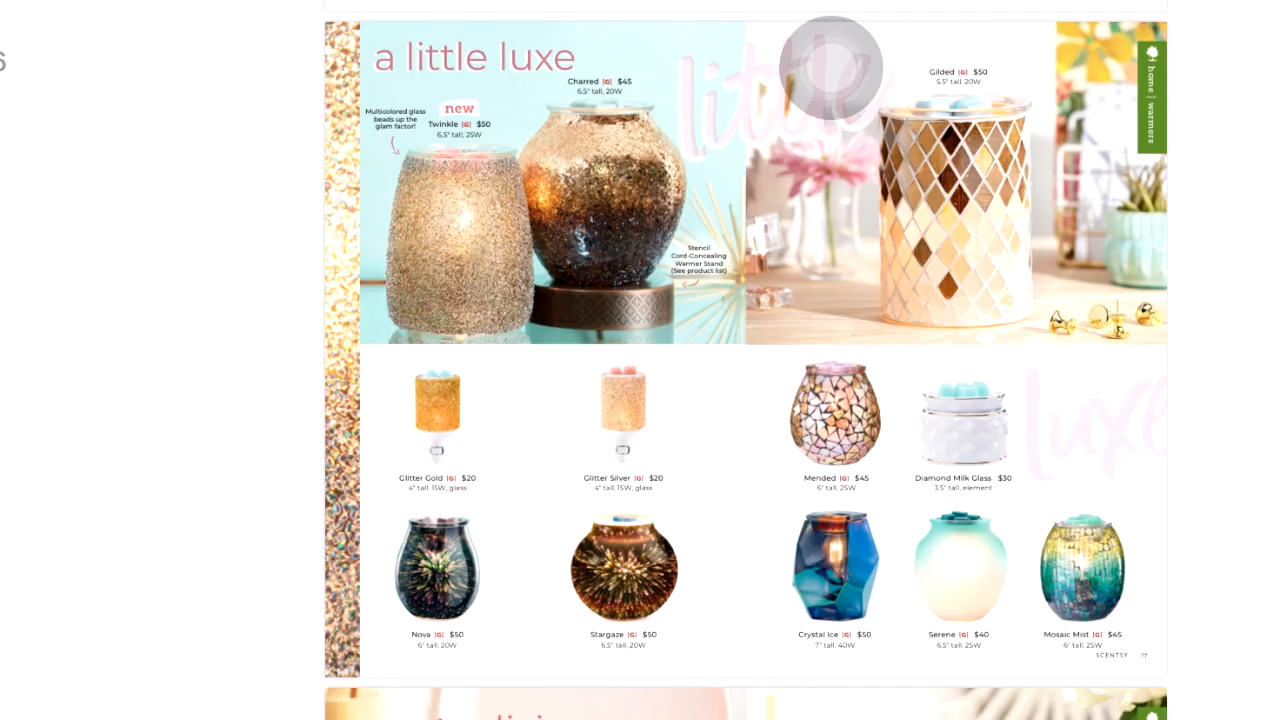 6
a little luxe
little
Charred [G] $45
6.5" tall, 20W
Multicolored glass
beads up the
glam factor!
new
Twinkle [G] $50
6.5" tall, 25W
Stencil
Cord-Concealing
Warmer Stand
(See product list)
Gilded [G] $50
5.5" tall, 20W
home | warmers
luxe
Glitter Gold [G] $20
4" tall, 15W, glass
Glitter Silver [G] $20
4" tall, 15W, glass
Mended [G] $45
6" tall, 25W
Diamond Milk Glass $30
3.5" tall, element
Nova [G] $50
6" tall, 20W
Stargaze [G] $50
6.5" tall, 20W
Crystal Ice [G] $50
7" tall, 40W
Serene [G] $40
6.5" tall, 25W
Mosaic Mist [G] $45
6" tall, 25W
SCENTSY 17